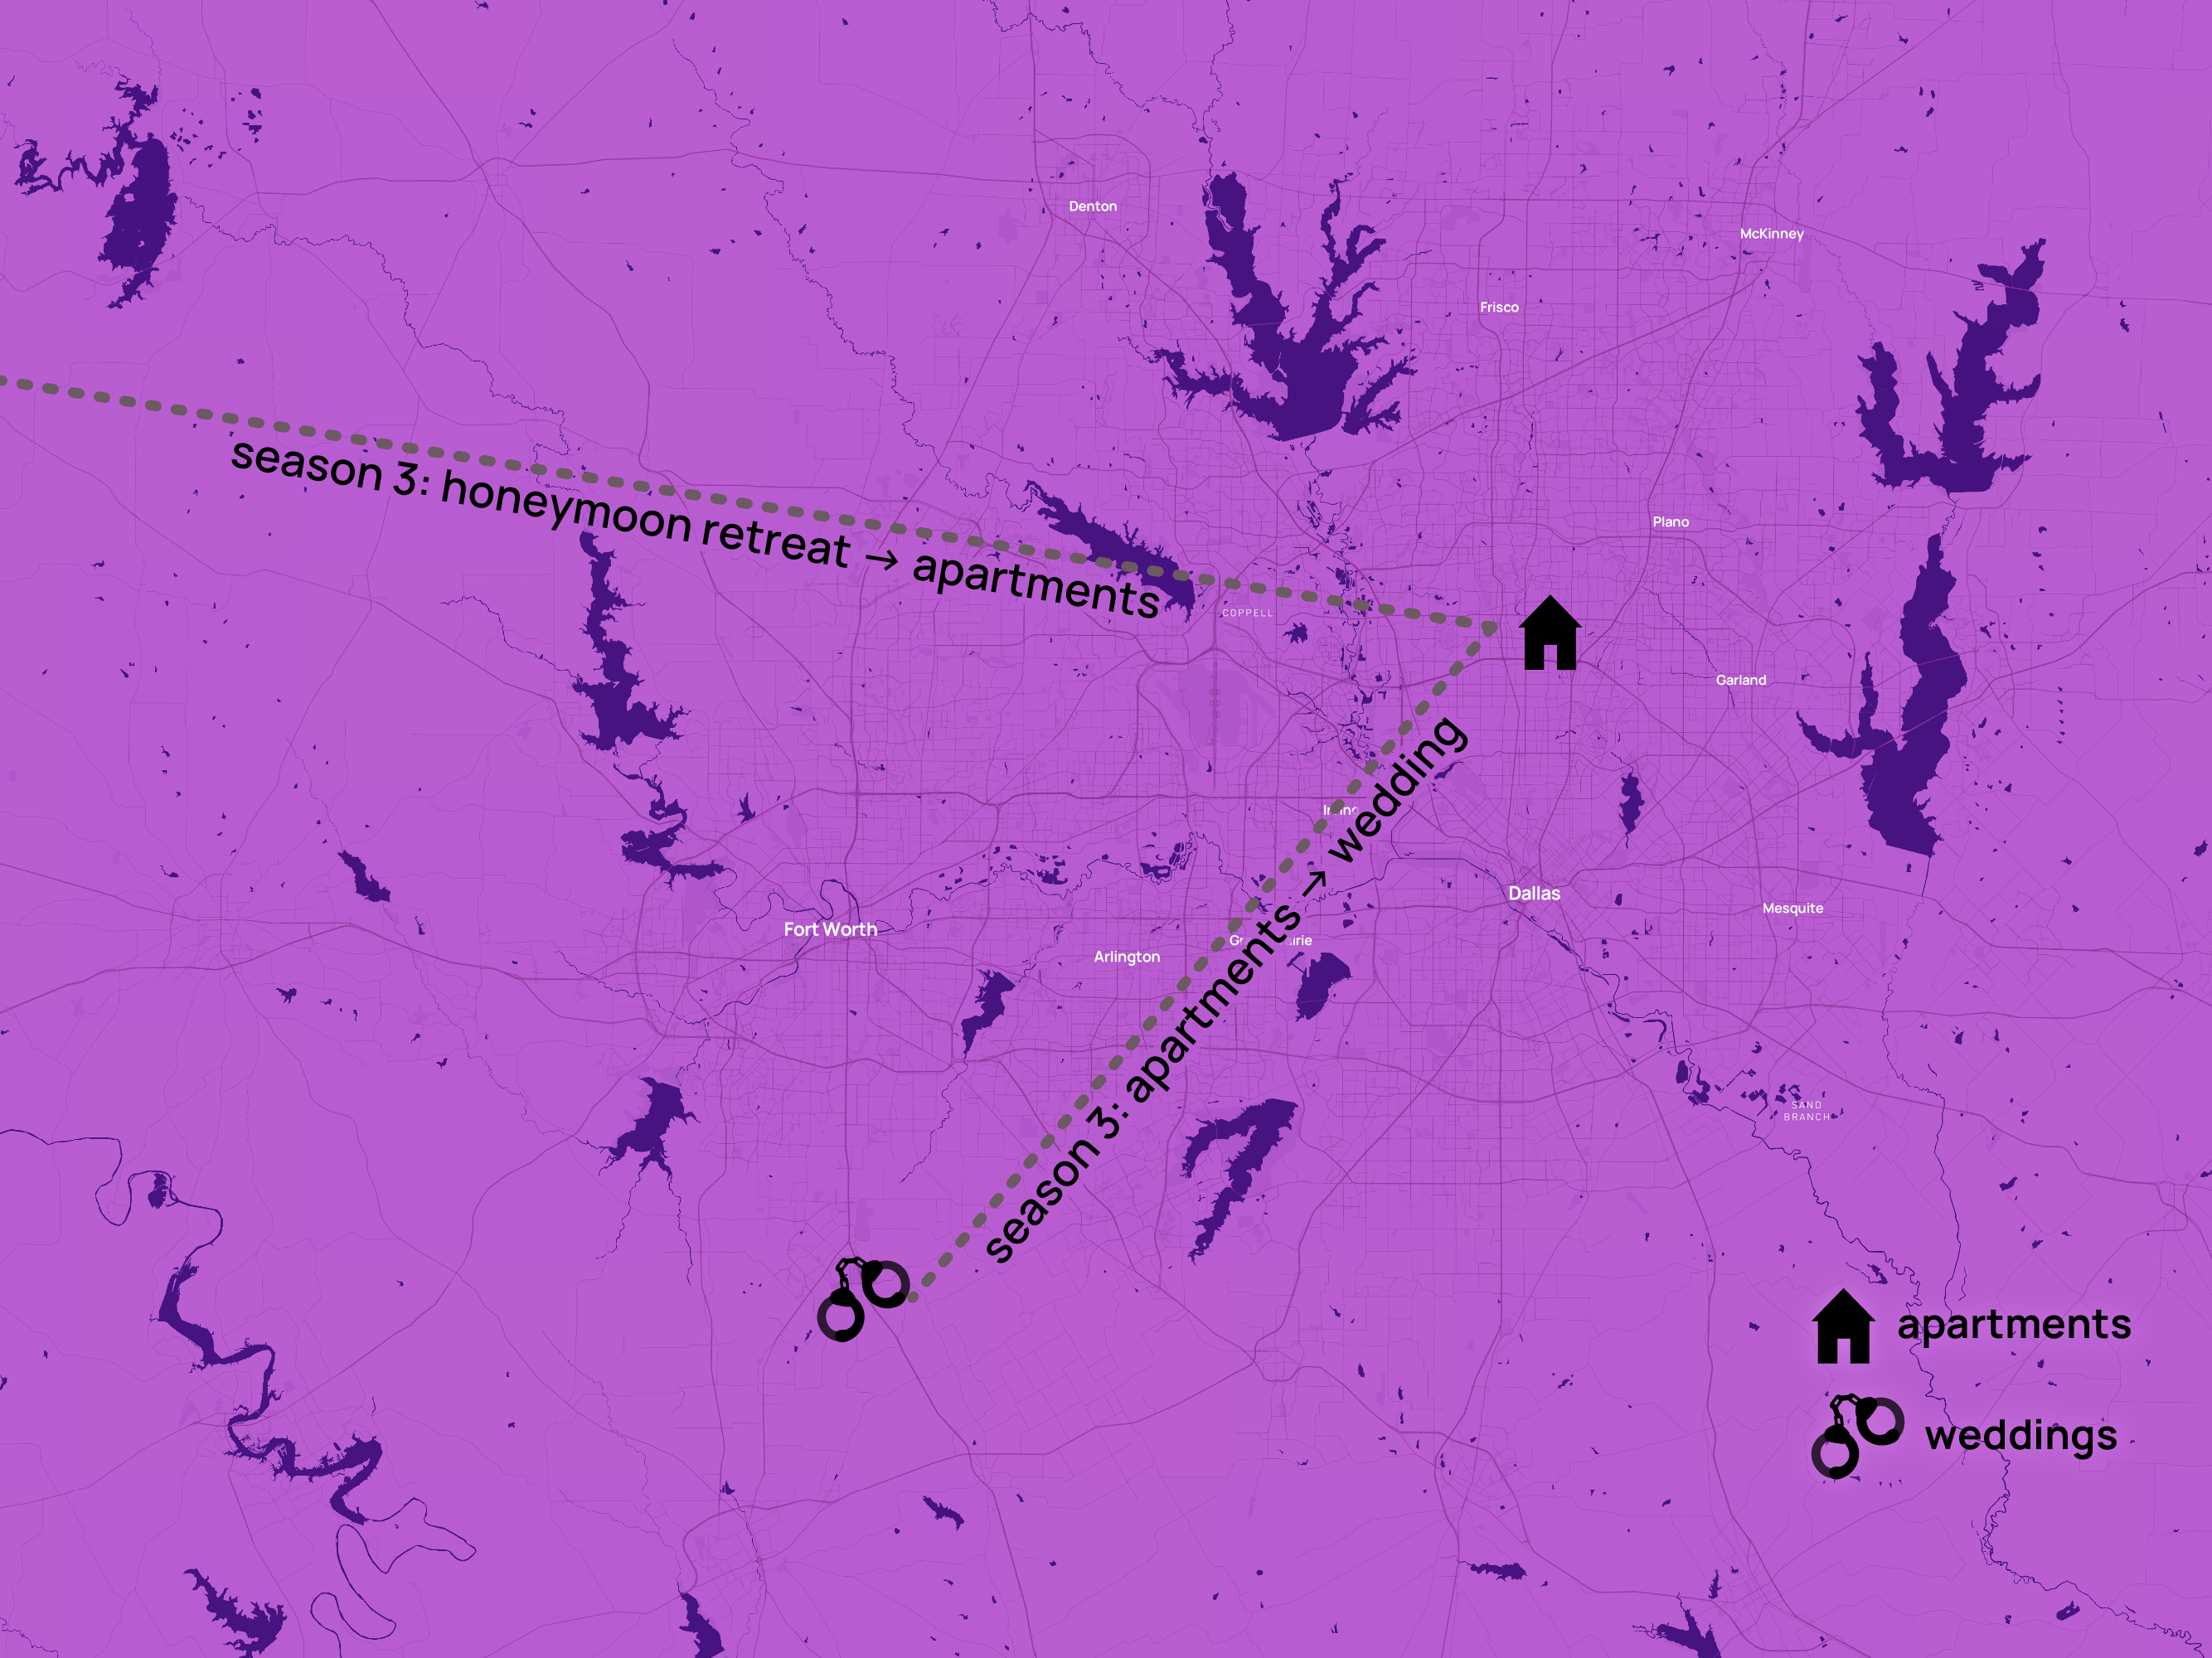 Denton
McKinney
Frisco
season 3: honeymoon retreat → apartments
Plano
COPPELL
Garland
season 3: apartments → wedding
Dallas
Mesquite
Fort Worth
Arlington
SAND
BRANCH
apartments
weddings